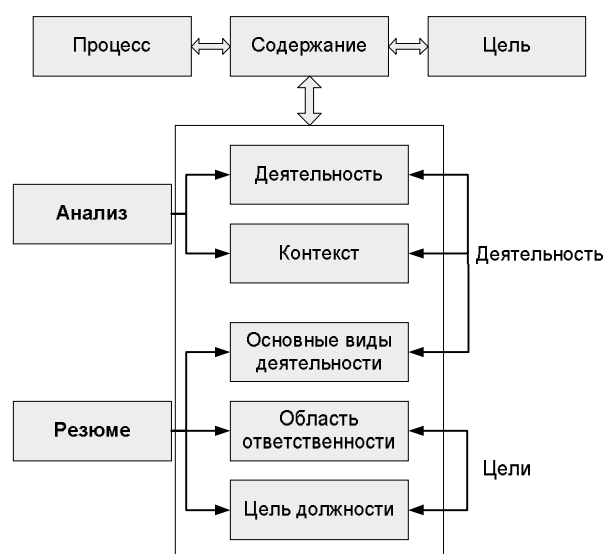 Процесс
Содержание
Цель
Деятельность
Анализ
Контекст
Деятельность
Основные виды
деятельности
Резюме
Область
ответственности
Цели
Цель должности